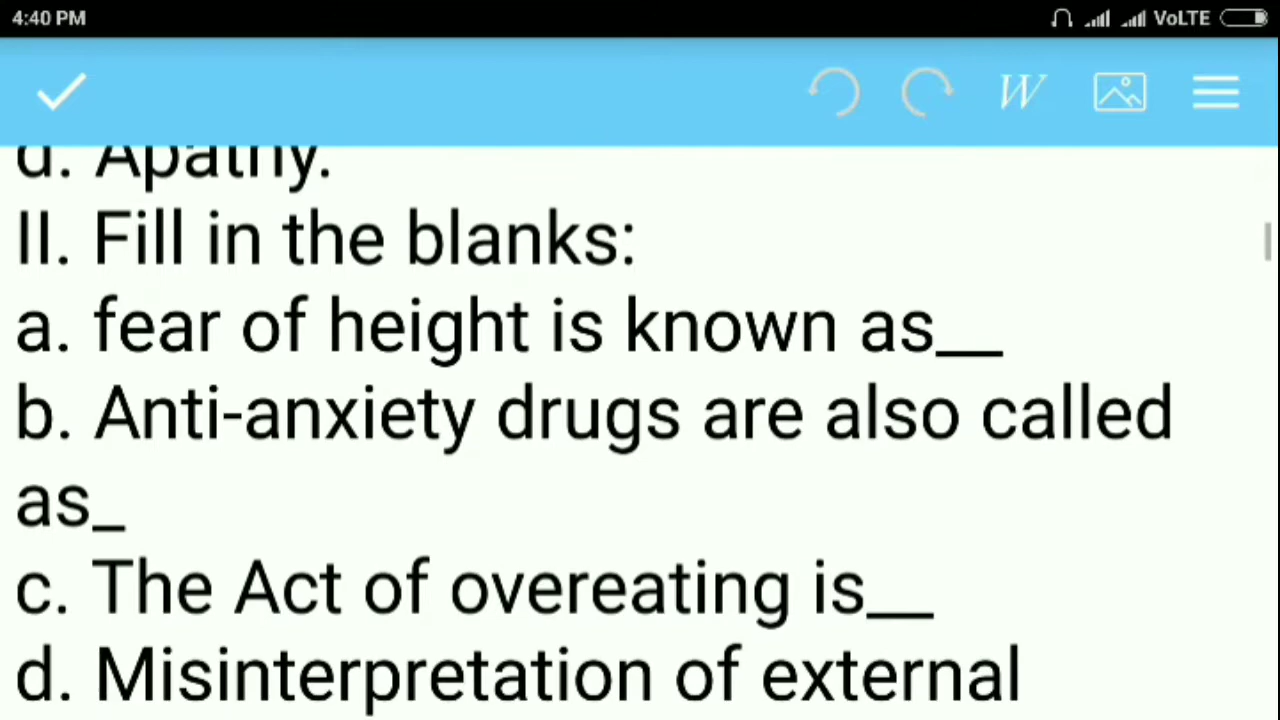 4:40 PM VoLTE
W
d. Apathy.
II. Fill in the blanks:
a. fear of height is known as__
b. Anti-anxiety drugs are also called
as_
c. The Act of overeating is__
d. Misinterpretation of external